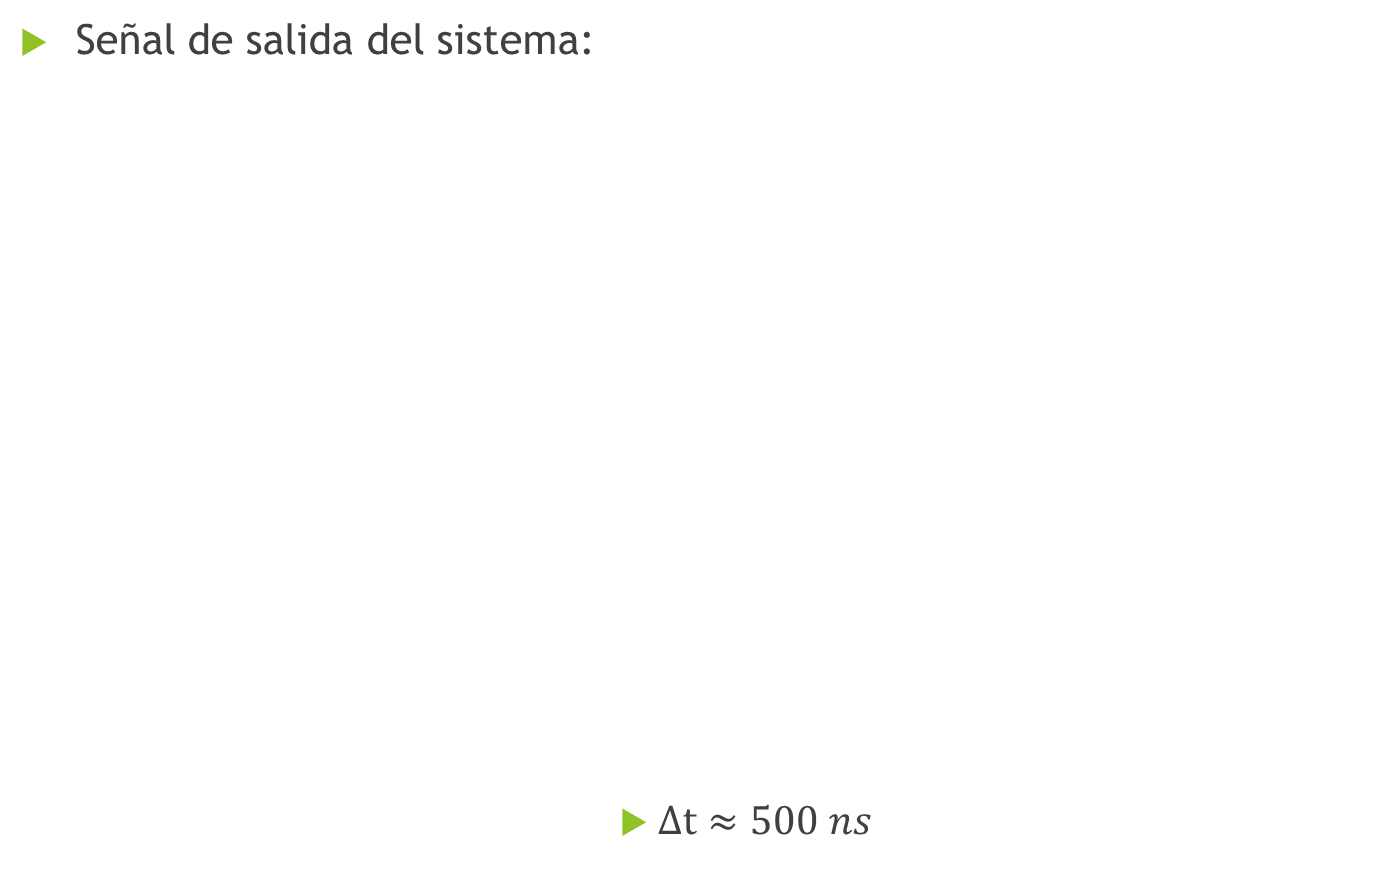 Señal de salida del sistema:
Δt ≈ 500 ns